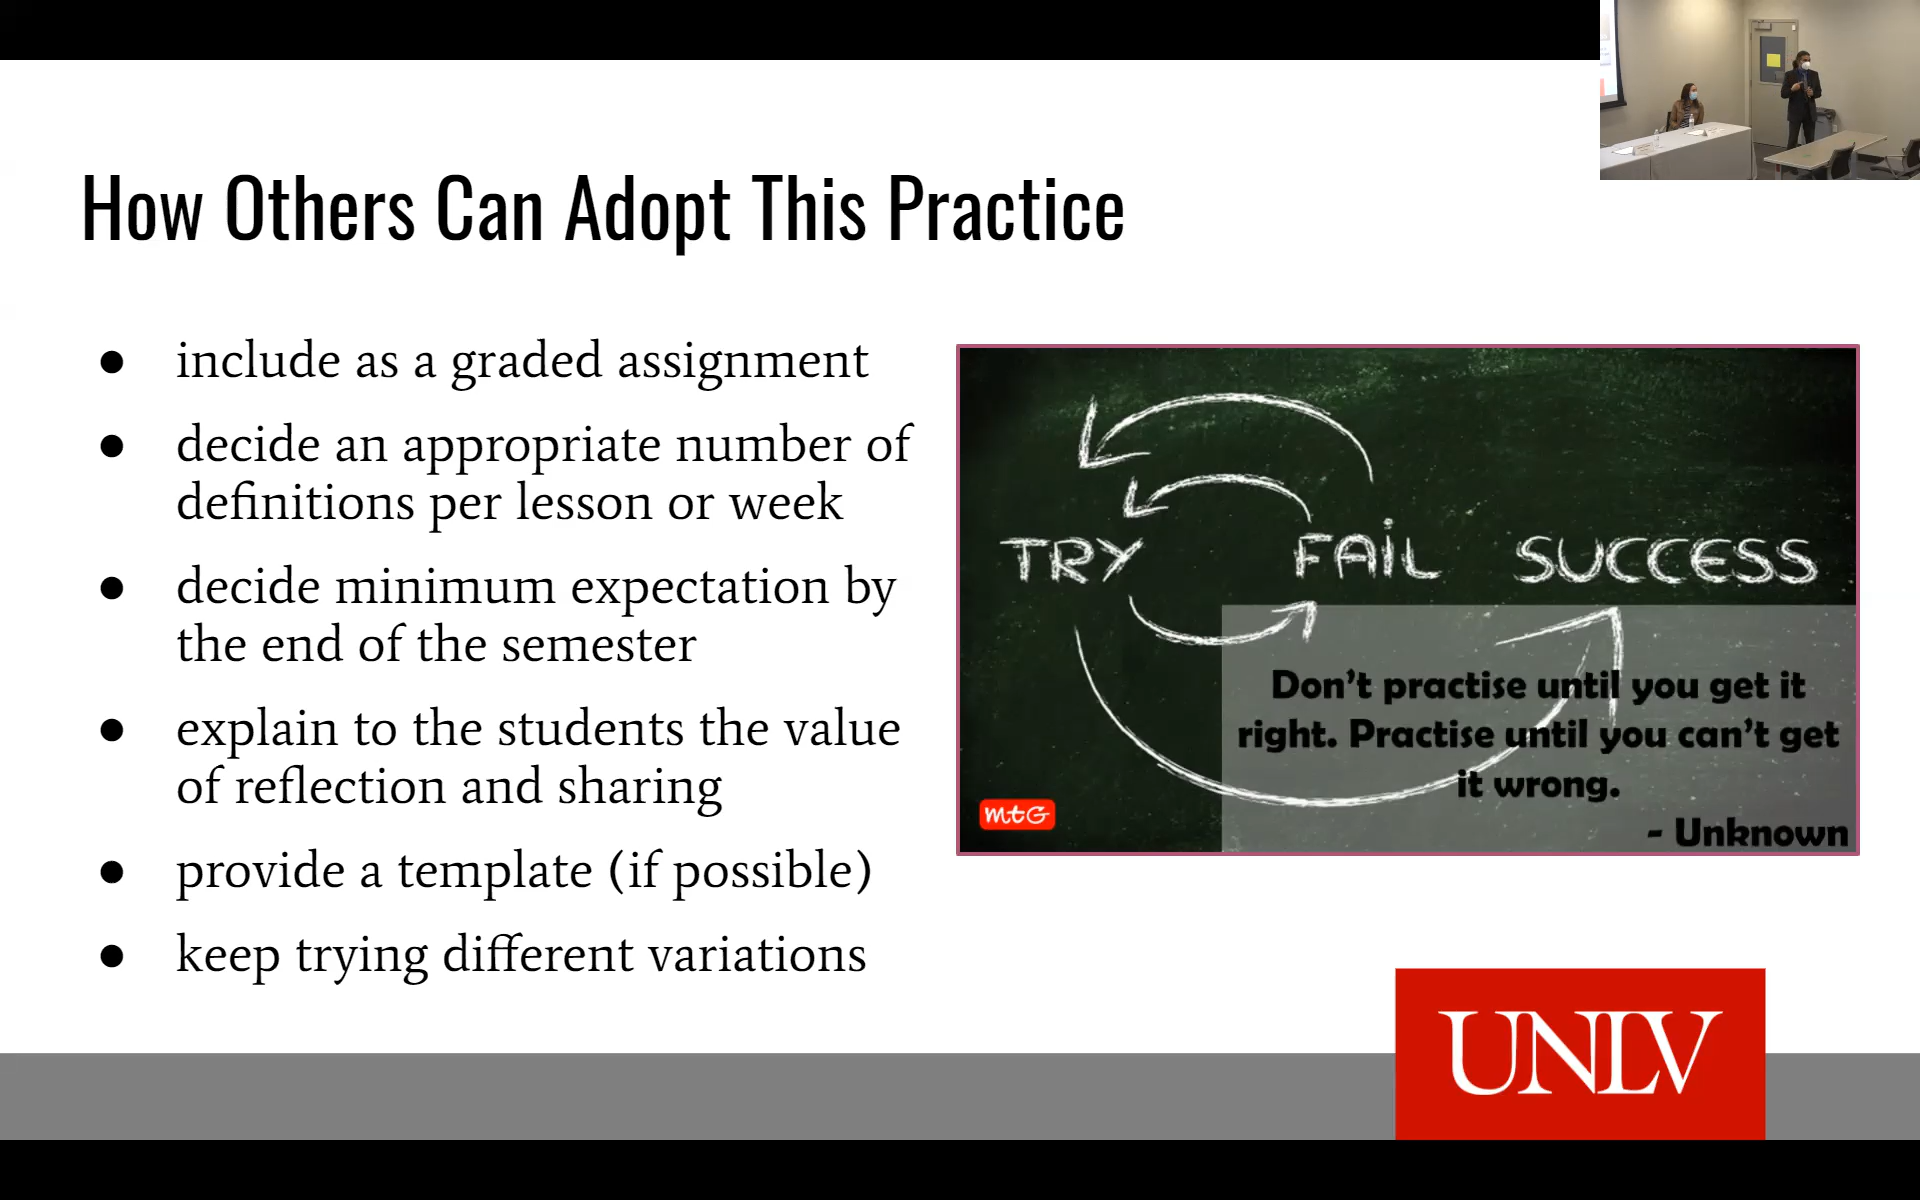 How Others Can Adopt This Practice
● include as a graded assignment
● decide an appropriate number of
definitions per lesson or week
● decide minimum expectation by
the end of the semester
● explain to the students the value
of reflection and sharing
● provide a template (if possible)
● keep trying different variations
TRY FAIL SUCCESS
Don't practise until you get it
right. Practise until you can't get
it wrong.
- Unknown
mtG
UNLV